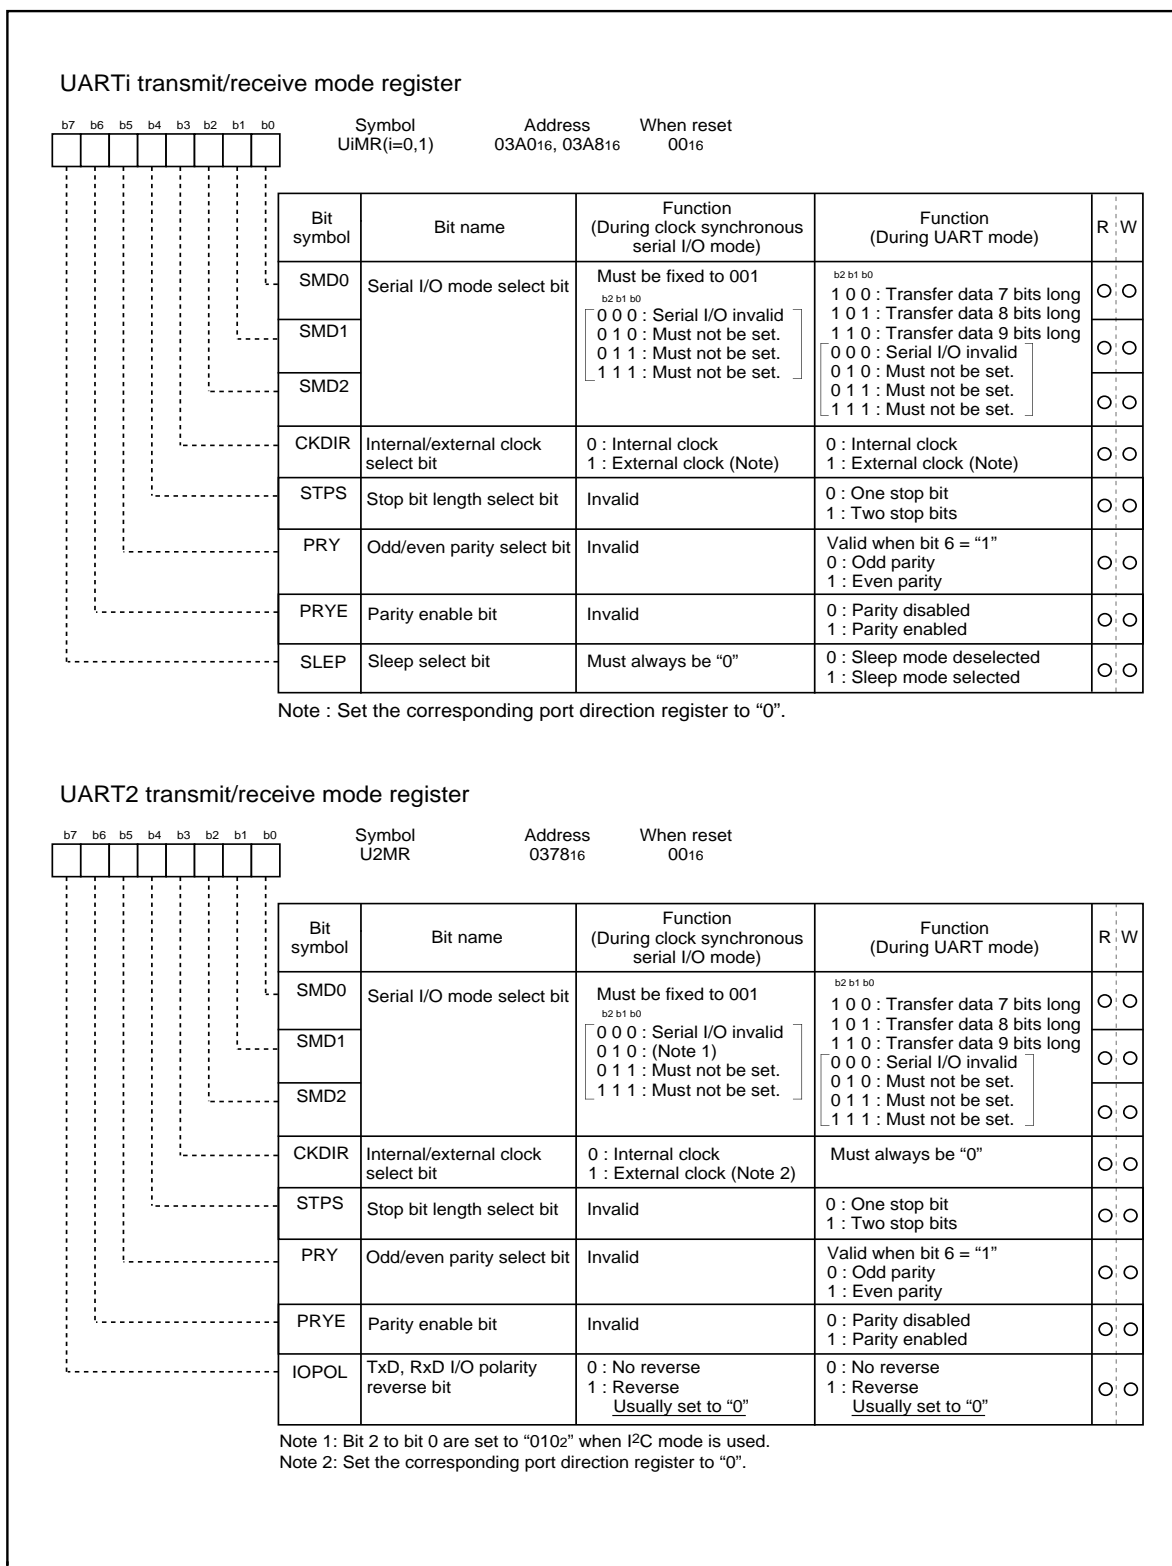 UARTi transmit/receive mode register
b7 b6 b5 b4 b3 b2 b1 b0
Symbol Address When reset
UiMR(i=0,1) 03A016, 03A816 0016
Bit symbol Bit name Function (During clock synchronous serial I/O mode) Function (During UART mode) R W
SMD0 Serial I/O mode select bit
SMD1
SMD2
Must be fixed to 001
b2 b1 b0
0 0 0 : Serial I/O invalid
0 1 0 : Must not be set.
0 1 1 : Must not be set.
1 1 1 : Must not be set.
b2 b1 b0
1 0 0 : Transfer data 7 bits long
1 0 1 : Transfer data 8 bits long
1 1 0 : Transfer data 9 bits long
0 0 0 : Serial I/O invalid
0 1 0 : Must not be set.
0 1 1 : Must not be set.
1 1 1 : Must not be set.
CKDIR Internal/external clock select bit
0 : Internal clock
1 : External clock (Note)
0 : Internal clock
1 : External clock (Note)
STPS Stop bit length select bit Invalid
0 : One stop bit
1 : Two stop bits
PRY Odd/even parity select bit Invalid
Valid when bit 6 = “1”
0 : Odd parity
1 : Even parity
PRYE Parity enable bit Invalid
0 : Parity disabled
1 : Parity enabled
SLEP Sleep select bit Must always be “0”
0 : Sleep mode deselected
1 : Sleep mode selected
Note : Set the corresponding port direction register to “0”.
UART2 transmit/receive mode register
b7 b6 b5 b4 b3 b2 b1 b0
Symbol Address When reset
U2MR 037816 0016
Bit symbol Bit name Function (During clock synchronous serial I/O mode) Function (During UART mode) R W
SMD0 Serial I/O mode select bit
SMD1
SMD2
Must be fixed to 001
b2 b1 b0
0 0 0 : Serial I/O invalid
0 1 0 : (Note 1)
0 1 1 : Must not be set.
1 1 1 : Must not be set.
b2 b1 b0
1 0 0 : Transfer data 7 bits long
1 0 1 : Transfer data 8 bits long
1 1 0 : Transfer data 9 bits long
0 0 0 : Serial I/O invalid
0 1 0 : Must not be set.
0 1 1 : Must not be set.
1 1 1 : Must not be set.
CKDIR Internal/external clock select bit
0 : Internal clock
1 : External clock (Note 2)
Must always be “0”
STPS Stop bit length select bit Invalid
0 : One stop bit
1 : Two stop bits
PRY Odd/even parity select bit Invalid
Valid when bit 6 = “1”
0 : Odd parity
1 : Even parity
PRYE Parity enable bit Invalid
0 : Parity disabled
1 : Parity enabled
IOPOL TxD, RxD I/O polarity reverse bit
0 : No reverse
1 : Reverse
Usually set to “0”
0 : No reverse
1 : Reverse
Usually set to “0”
Note 1: Bit 2 to bit 0 are set to “0102” when I2C mode is used.
Note 2: Set the corresponding port direction register to “0”.